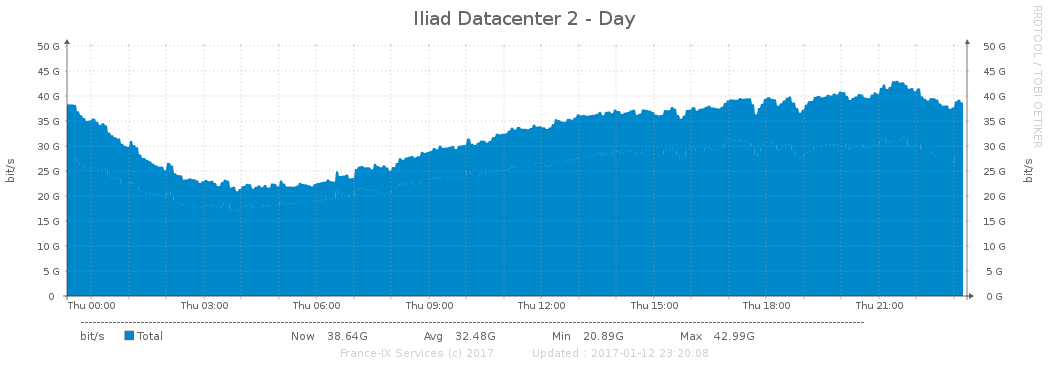 Iliad Datacenter 2 - Day
RRDTOOL / TOBI OETIKER
50 G 50 G
45 G 45 G
40 G 40 G
35 G 35 G
30 G 30 G
25 G 25 G
20 G 20 G
15 G 15 G
10 G 10 G
5 G 5 G
0 0 G
bit/s bit/s
Thu 00:00 Thu 03:00 Thu 06:00 Thu 09:00 Thu 12:00 Thu 15:00 Thu 18:00 Thu 21:00
bit/s Total Now 38.64G Avg 32.48G Min 20.89G Max 42.99G
France-IX Services (c) 2017 Updated : 2017-01-12 23:20:08